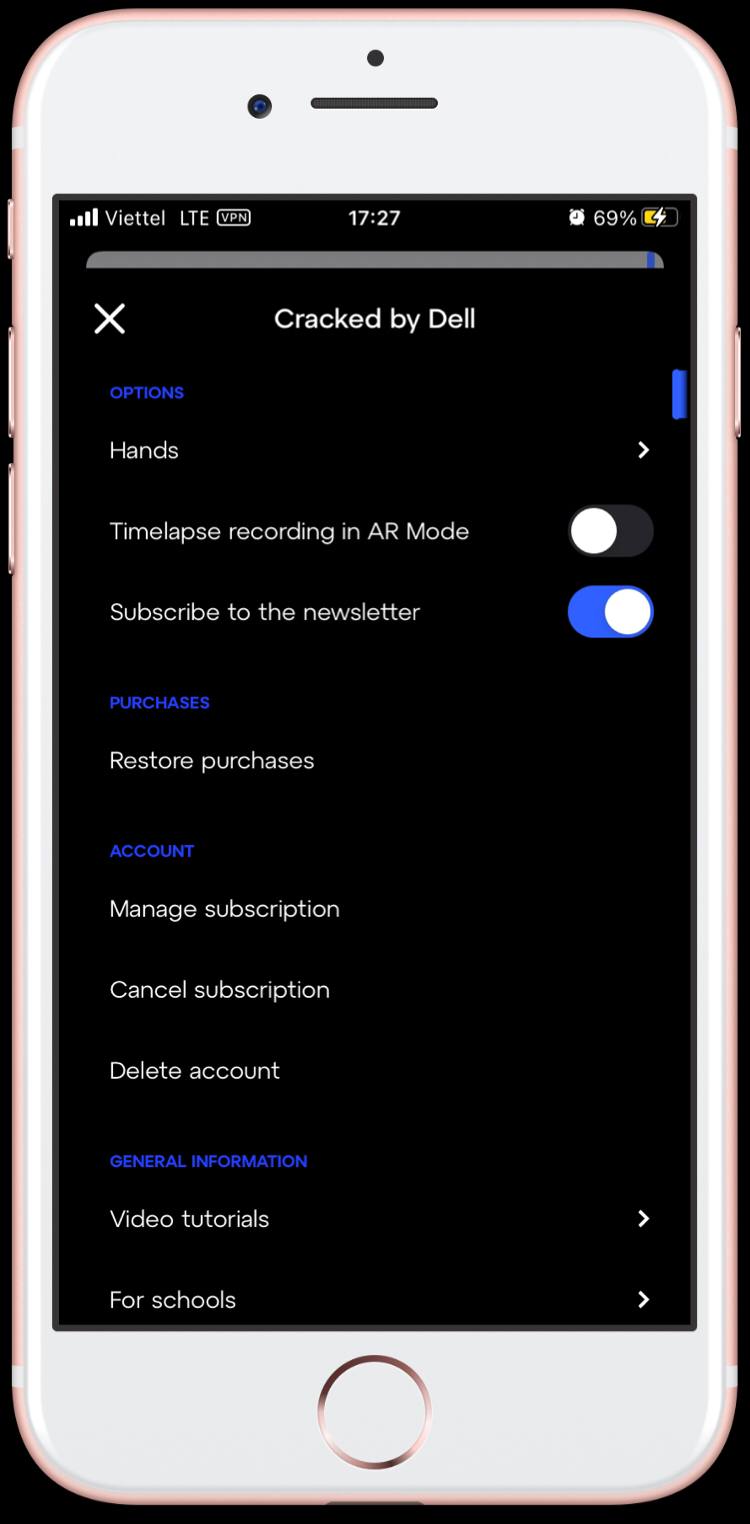 Viettel LTE VPN 17:27 69%
Cracked by Dell
OPTIONS
Hands
Timelapse recording in AR Mode
Subscribe to the newsletter
PURCHASES
Restore purchases
ACCOUNT
Manage subscription
Cancel subscription
Delete account
GENERAL INFORMATION
Video tutorials
For schools